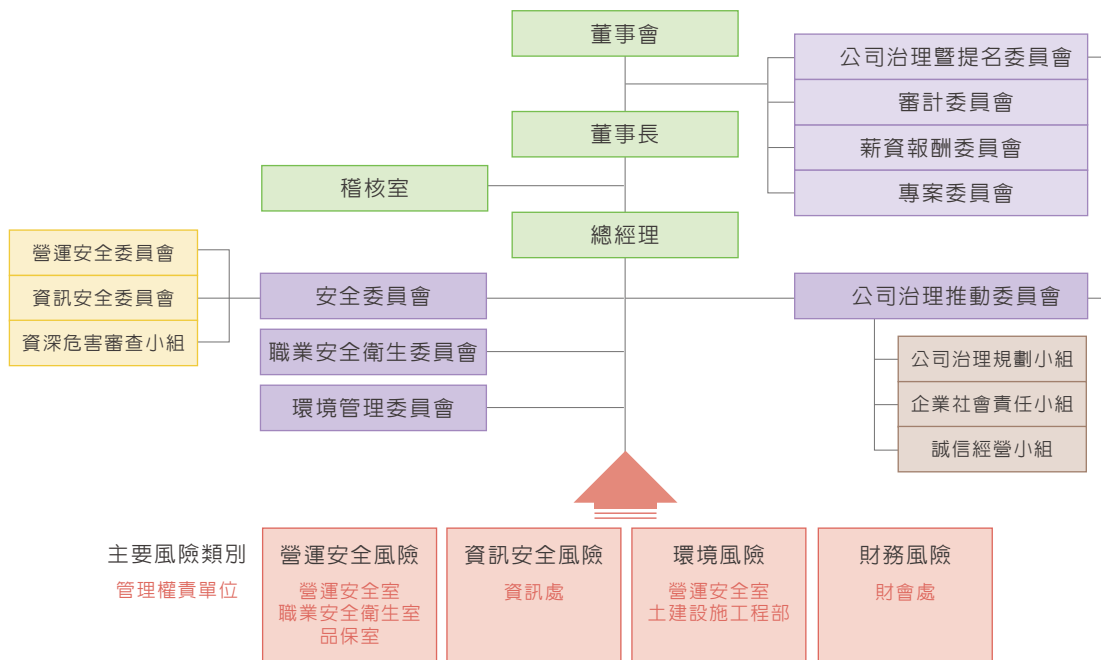 董事會
公司治理暨提名委員會
審計委員會
董事長
薪資報酬委員會
稽核室
專案委員會
總經理
營運安全委員會
資訊安全委員會
資深危害審查小組
安全委員會
公司治理推動委員會
職業安全衛生委員會
公司治理規劃小組
環境管理委員會
企業社會責任小組
誠信經營小組
主要風險類別
管理權責單位
營運安全風險
營運安全室
職業安全衛生室
品保室
資訊安全風險
資訊處
環境風險
營運安全室
土建設施工程部
財務風險
財會處